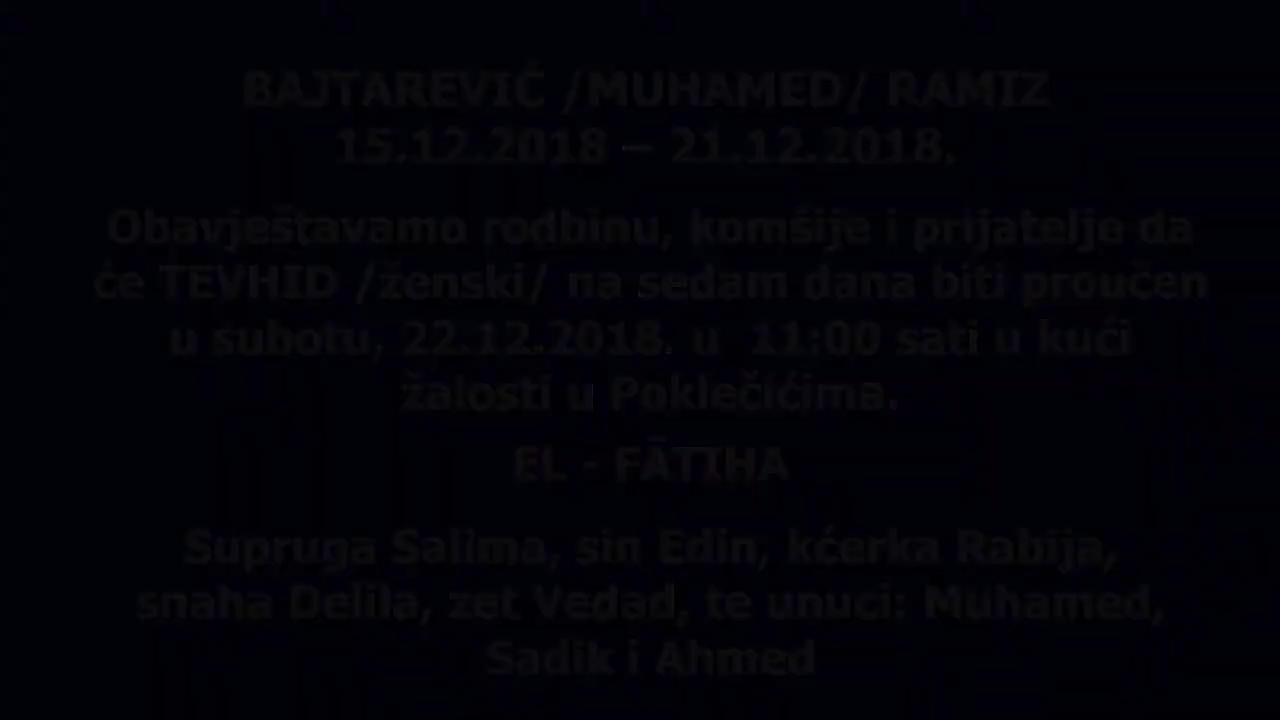 BAJTAREVIĆ /MUHAMED/ RAMIZ
15.12.2018 – 21.12.2018.
Obavještavamo rodbinu, komšije i prijatelje da
će TEVHID /ženski/ na sedam dana biti proučen
u subotu, 22.12.2018. u 11:00 sati u kući
žalosti u Poklečićima.
EL - FATIHA
Supruga Salima, sin Edin, kćerka Rabija,
snaha Delila, zet Vedad, te unuci: Muhamed,
Sadik i Ahmed